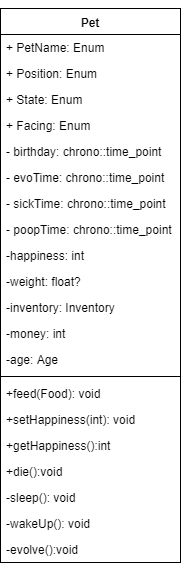 Pet
+ PetName: Enum
+ Position: Enum
+ State: Enum
+ Facing: Enum
- birthday: chrono::time_point
- evoTime: chrono::time_point
- sickTime: chrono::time_point
- poopTime: chrono::time_point
-happiness: int
-weight: float?
-inventory: Inventory
-money: int
-age: Age
+feed(Food): void
+setHappiness(int): void
+getHappiness():int
+die():void
-sleep(): void
-wakeUp(): void
-evolve():void